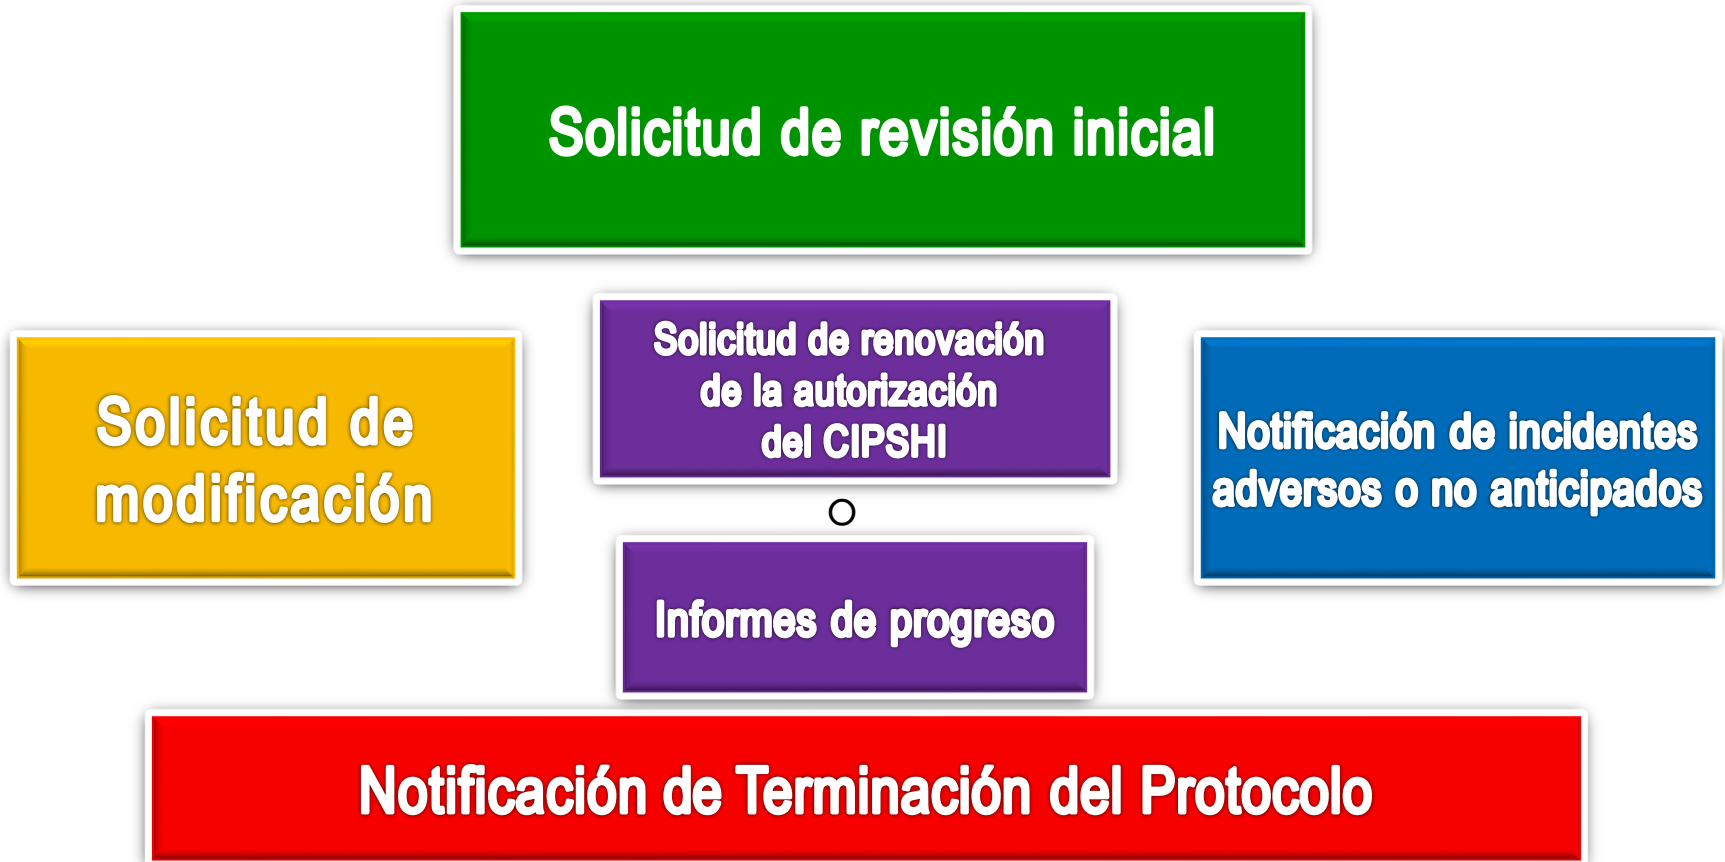 Solicitud de revisión inicial
Solicitud de
modificación
Solicitud de renovación
de la autorización
del CIPSHI
O
Informes de progreso
Notificación de incidentes
adversos o no anticipados
Notificación de Terminación del Protocolo